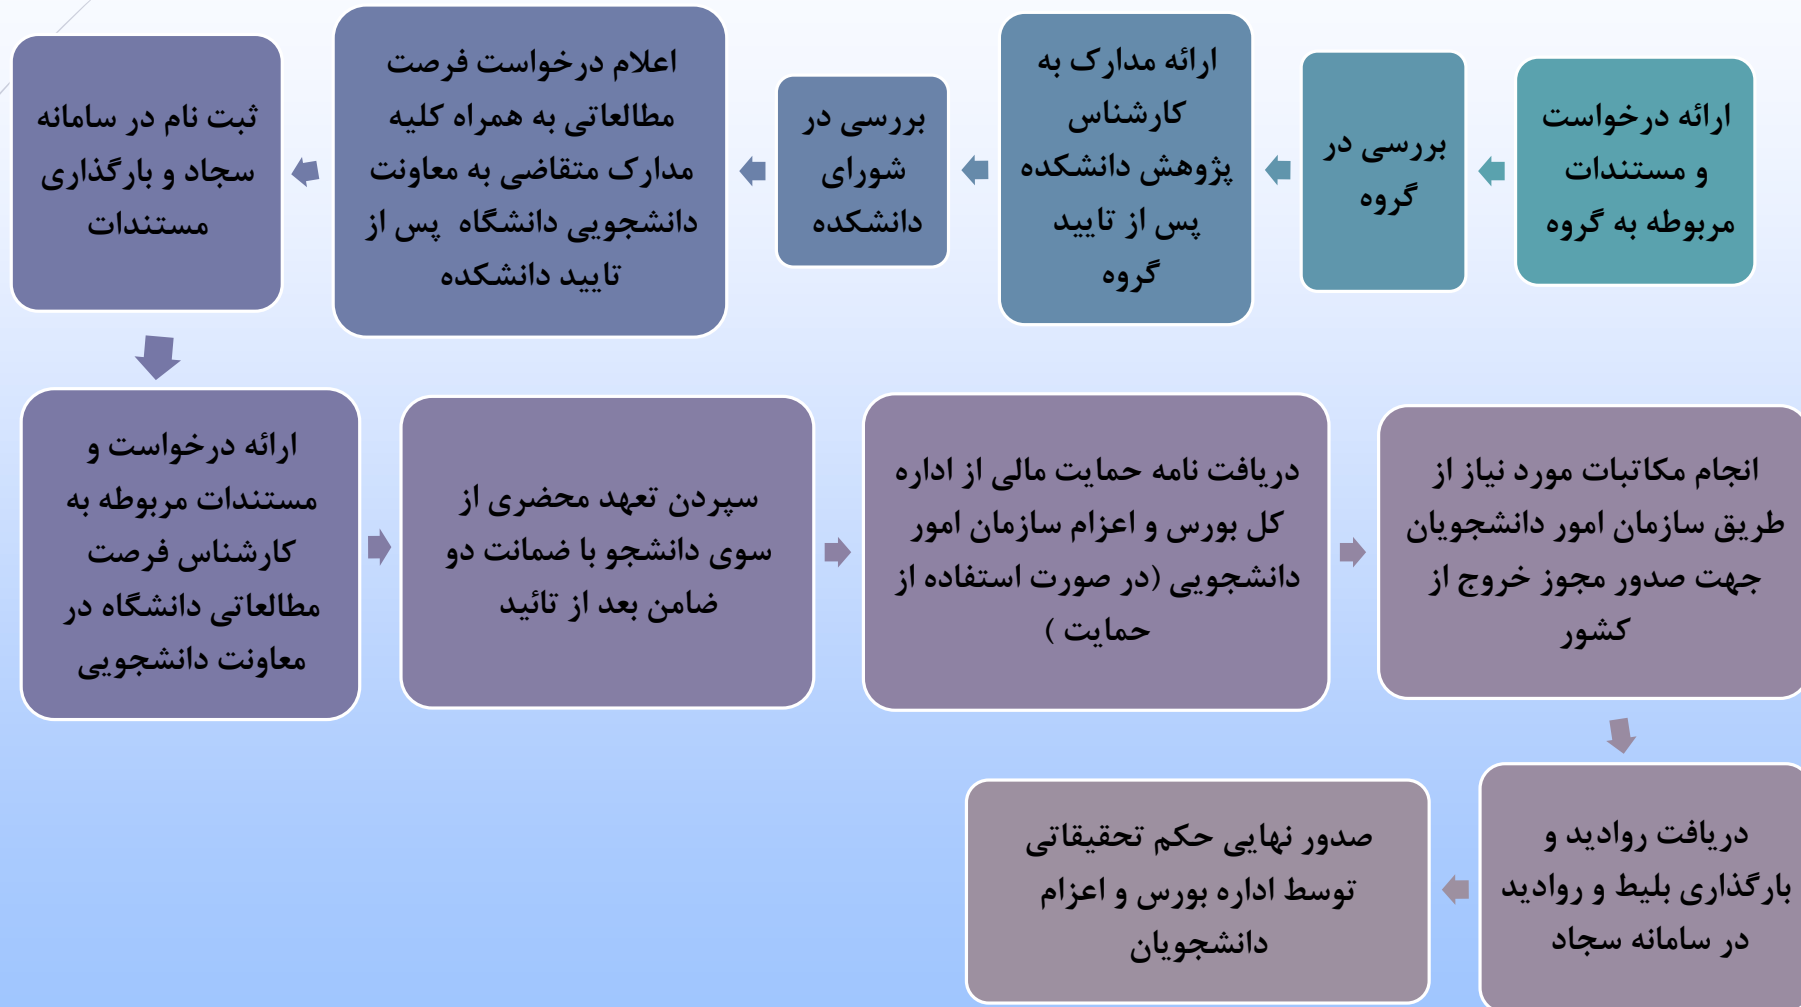 ارائه درخواست
و مستندات
مربوطه به گروه
بررسی در
گروه
ارائه مدارک به
کارشناس
پژوهش دانشکده
پس از تایید
گروه
بررسی در
شورای
دانشکده
اعلام درخواست فرصت
مطالعاتی به همراه کلیه
مدارک متقاضی به معاونت
دانشجویی دانشگاه پس از
تایید دانشکده
ثبت نام در سامانه
سجاد و بارگذاری
مستندات
ارائه درخواست و
مستندات مربوطه به
کارشناس فرصت
مطالعاتی دانشگاه در
معاونت دانشجویی
سپردن تعهد محضری از
سوی دانشجو با ضمانت دو
ضامن بعد از تائید
دریافت نامه حمایت مالی از اداره
کل بورس و اعزام سازمان امور
دانشجویی (در صورت استفاده از
حمایت )
انجام مکاتبات مورد نیاز از
طریق سازمان امور دانشجویان
جهت صدور مجوز خروج از
کشور
دریافت روادید و
بارگذاری بلیط و روادید
در سامانه سجاد
صدور نهایی حکم تحقیقاتی
توسط اداره بورس و اعزام
دانشجویان